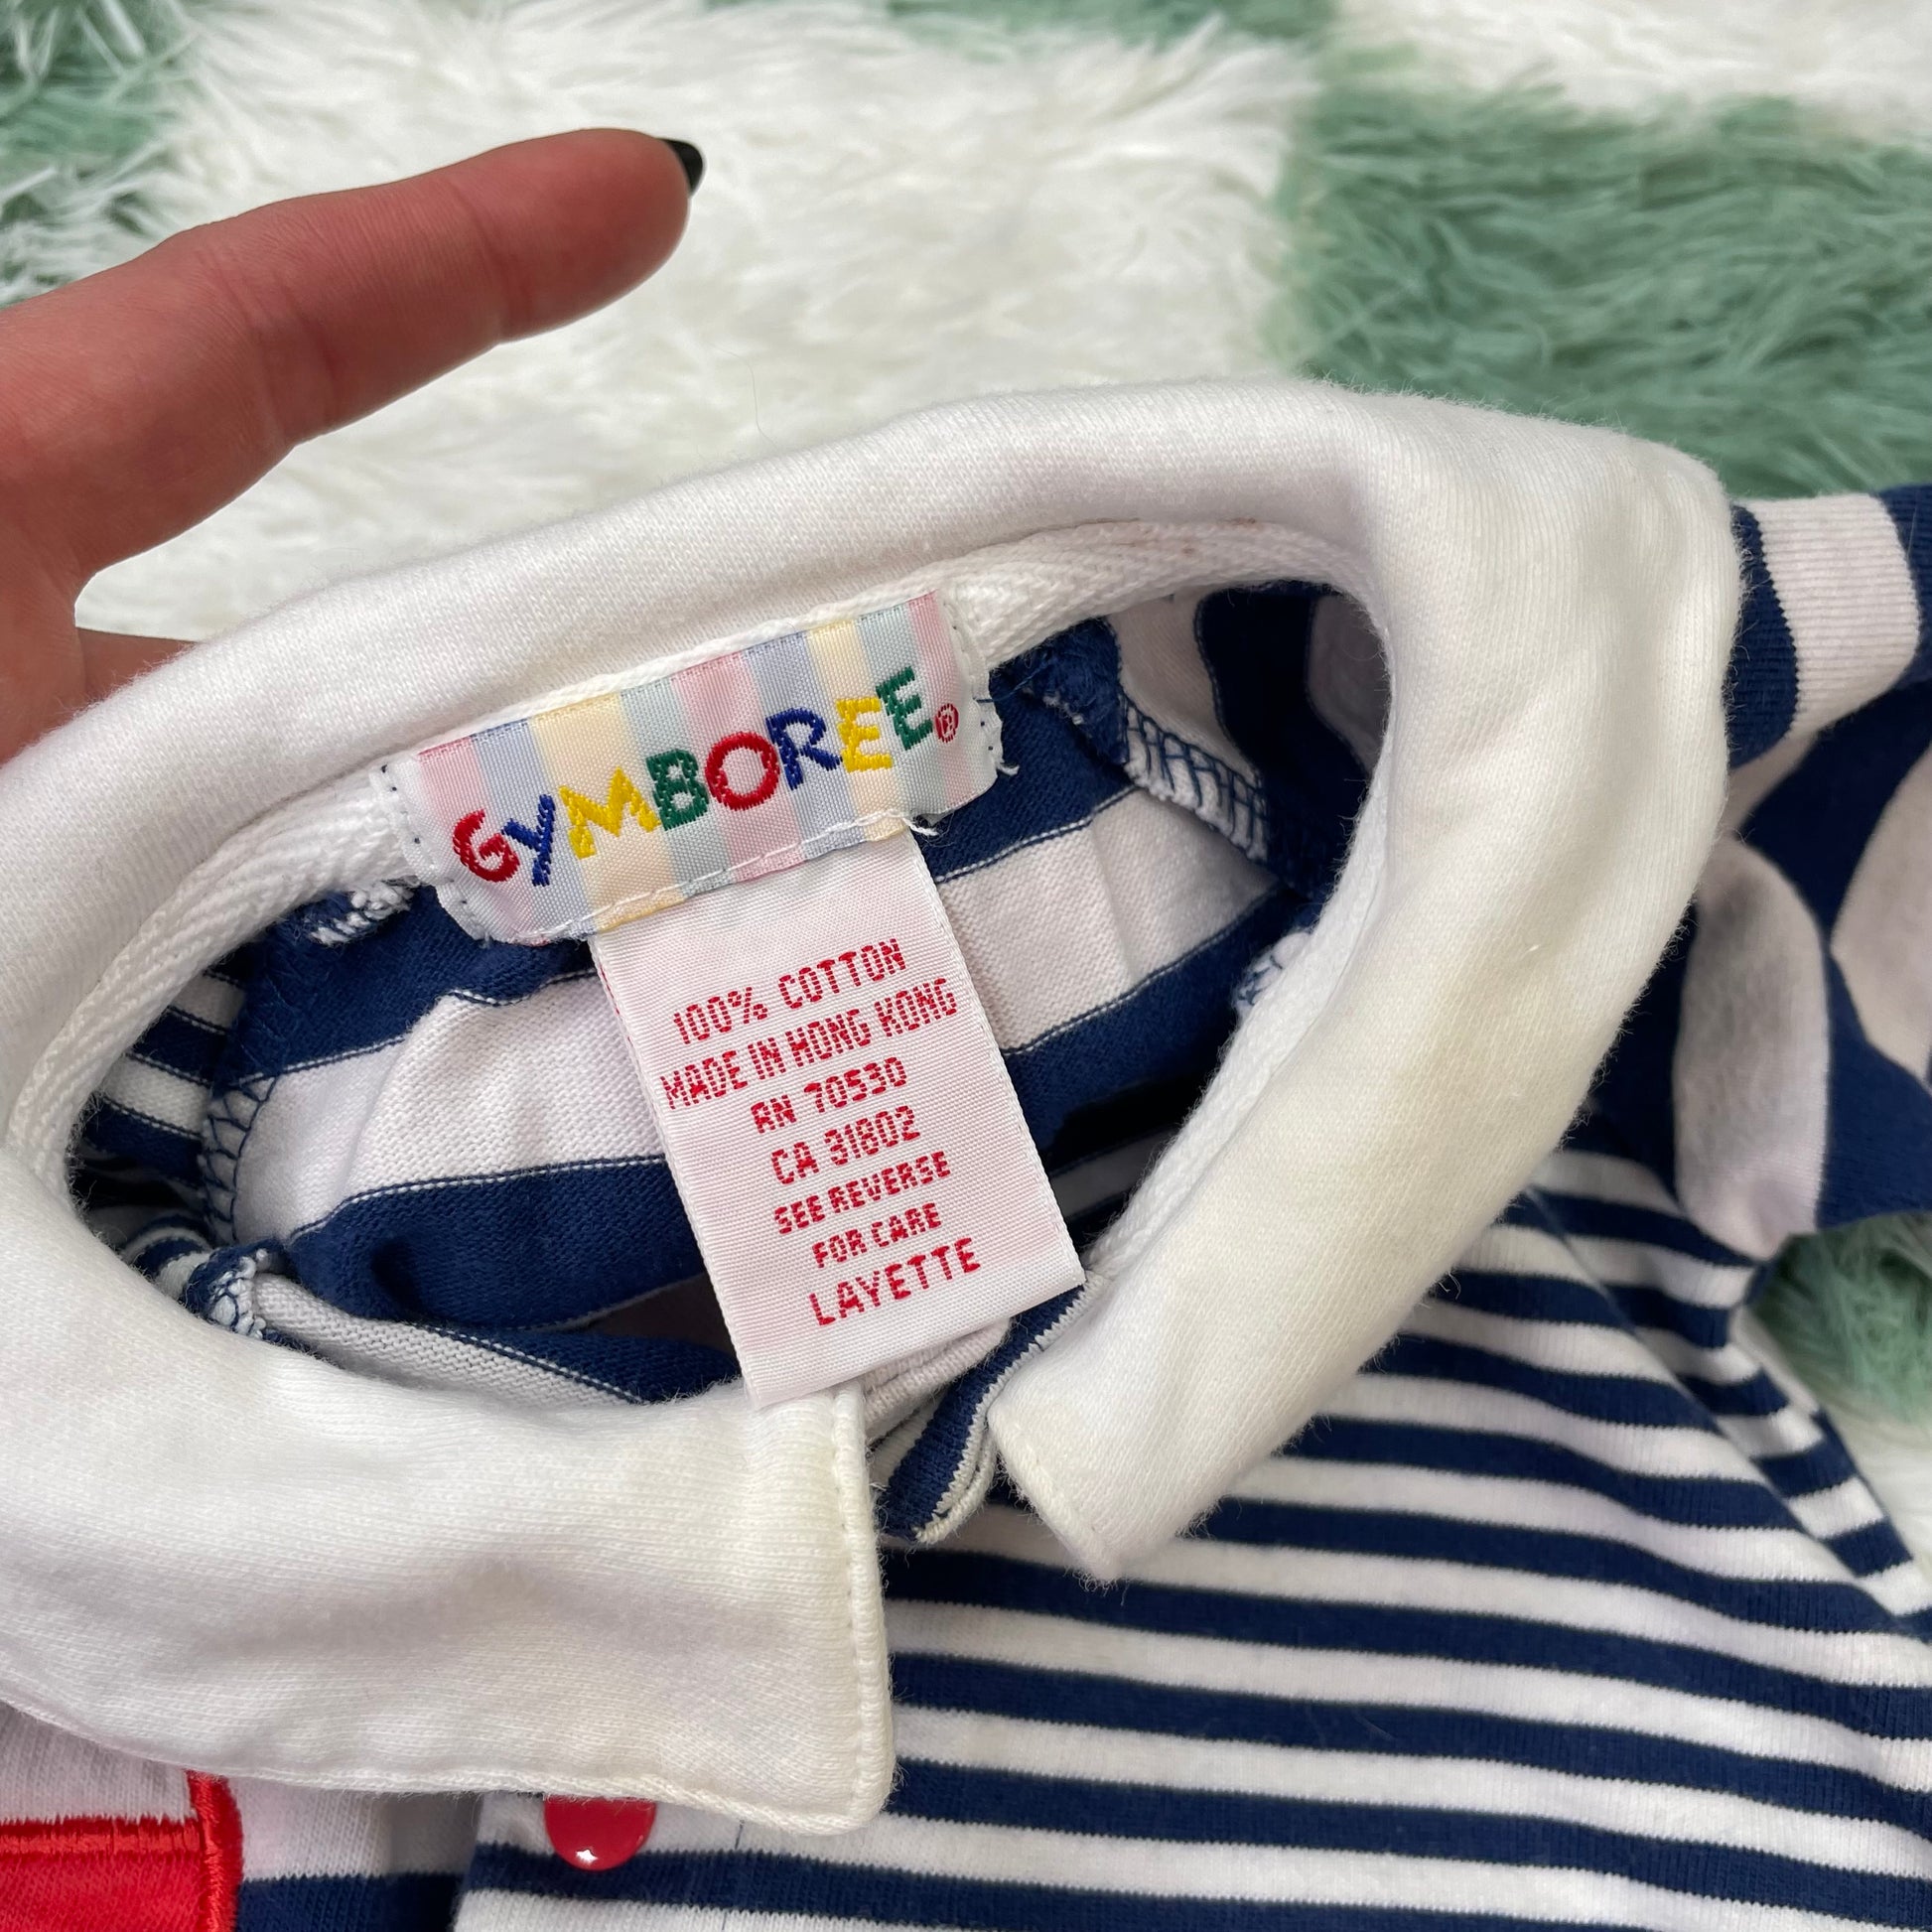 GYMBOREE®
100% COTTON
MADE IN HONG KONG
RN 70530
CA 31802
SEE REVERSE
FOR CARE
LAYETTE